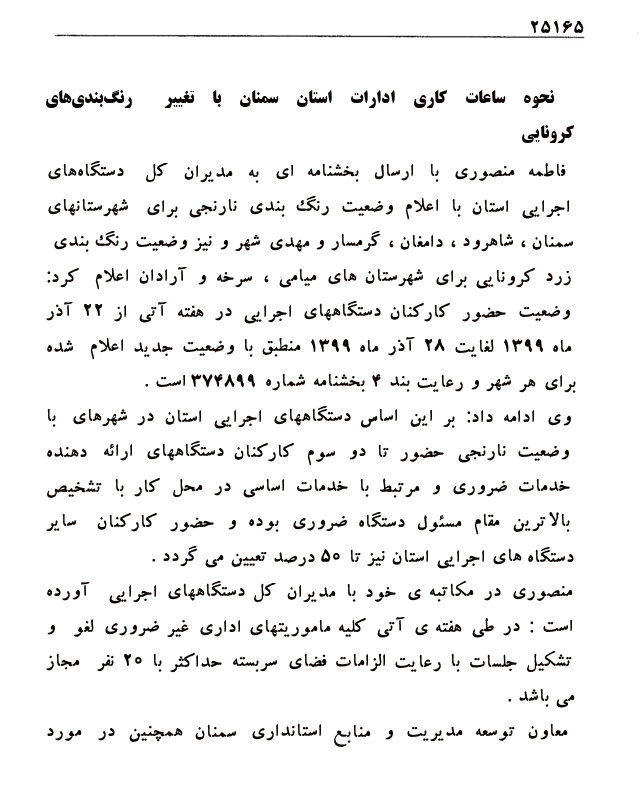 ۲۵۱۶۵
نحوه ساعات کاری ادارات استان سمنان با تغییر رنگ‌بندی‌های
کرونایی
فاطمه منصوری با ارسال بخشنامه ای به مدیران کل دستگاه‌های
اجرایی استان با اعلام وضعیت رنگ بندی نارنجی برای شهرستانهای
سمنان ، شاهرود ، دامغان ، گرمسار و مهدی شهر و نیز وضعیت رنگ بندی
زرد کرونایی برای شهرستان های میامی ، سرخه و آرادان اعلام کرد:
وضعیت حضور کارکنان دستگاههای اجرایی در هفته آتی از ۲۲ آذر
ماه ۱۳۹۹ لغایت ۲۸ آذر ماه ۱۳۹۹ منطبق با وضعیت جدید اعلام شده
برای هر شهر و رعایت بند ۴ بخشنامه شماره ۳۷۴۸۹۹ است .
وی ادامه داد: بر این اساس دستگاههای اجرایی استان در شهرهای با
وضعیت نارنجی حضور تا دو سوم کارکنان دستگاههای ارائه دهنده
خدمات ضروری و مرتبط با خدمات اساسی در محل کار با تشخیص
بالاترین مقام مسئول دستگاه ضروری بوده و حضور کارکنان سایر
دستگاه های اجرایی استان نیز تا ۵۰ درصد تعیین می گردد .
منصوری در مکاتبه ی خود با مدیران کل دستگاههای اجرایی آورده
است : در طی هفته ی آتی کلیه ماموریتهای اداری غیر ضروری لغو و
تشکیل جلسات با رعایت الزامات فضای سربسته حداکثر با ۲۰ نفر مجاز
می باشد .
معاون توسعه مدیریت و منابع استانداری سمنان همچنین در مورد